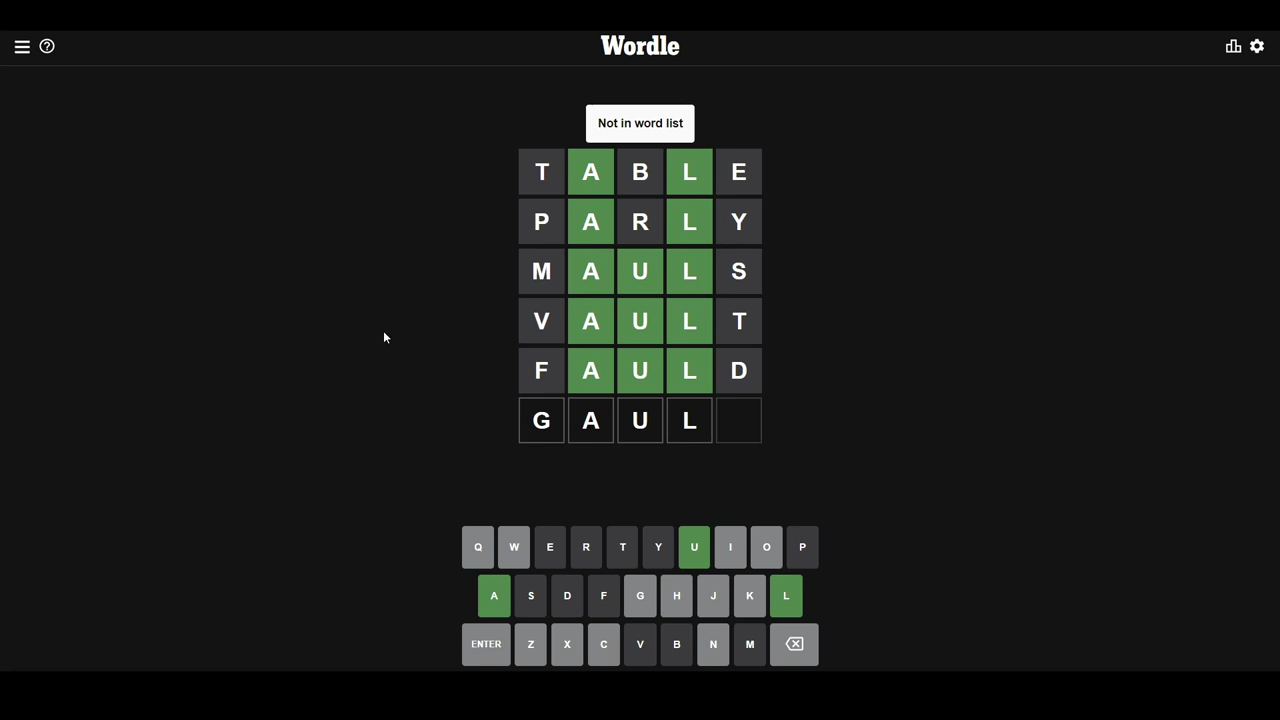 Wordle
Not in word list
T A B L E
P A R L Y
M A U L S
V A U L T
F A U L D
G A U L
Q W E R T Y U I O P
A S D F G H J K L
ENTER Z X C V B N M